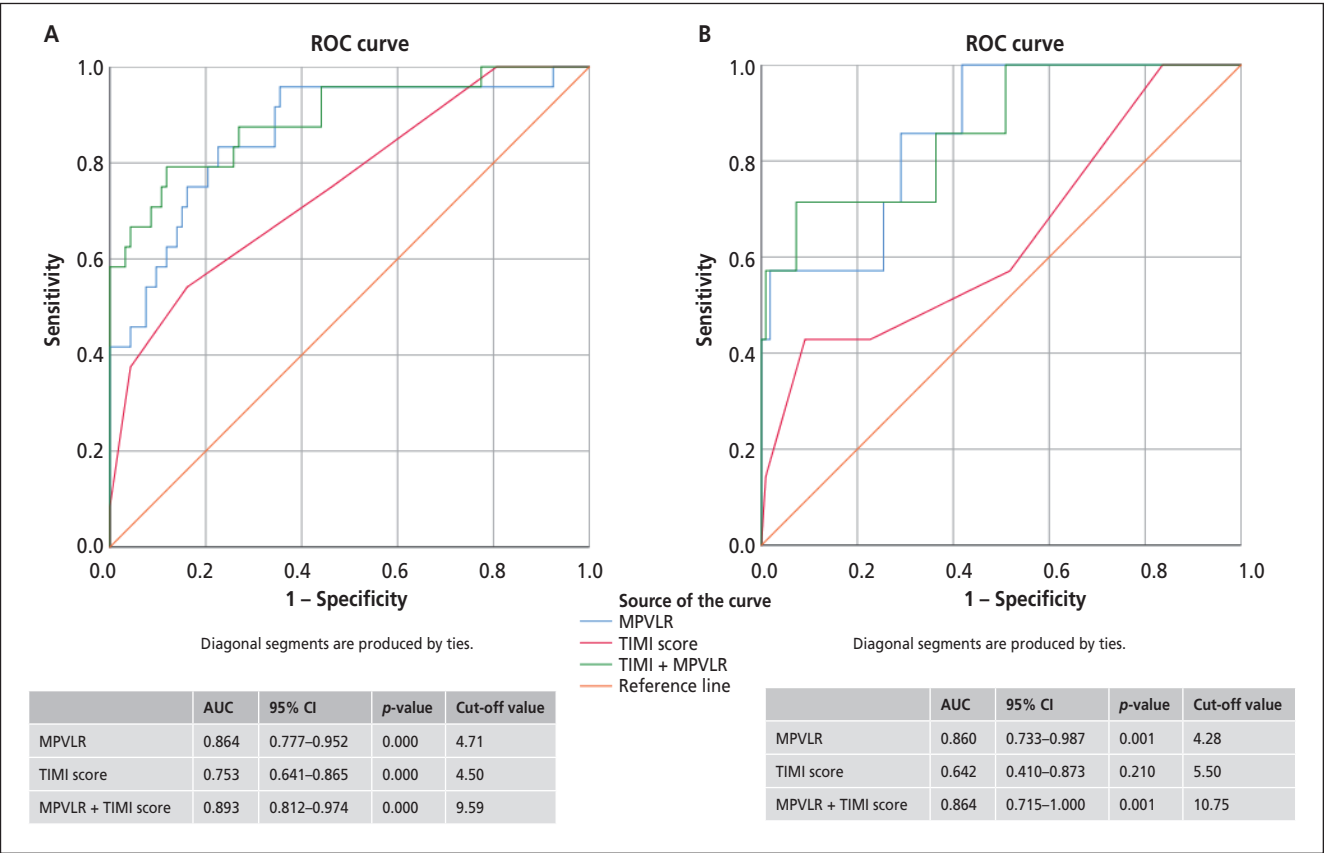 A
ROC curve
1.0
0.8
0.6
0.4
0.2
0.0
Sensitivity
0.0 0.2 0.4 0.6 0.8 1.0
1 – Specificity
Diagonal segments are produced by ties.
B
ROC curve
1.0
0.8
0.6
0.4
0.2
0.0
Sensitivity
0.0 0.2 0.4 0.6 0.8 1.0
1 – Specificity
Diagonal segments are produced by ties.
Source of the curve
MPVLR
TIMI score
TIMI + MPVLR
Reference line
AUC 95% CI p-value Cut-off value
MPVLR 0.864 0.777–0.952 0.000 4.71
TIMI score 0.753 0.641–0.865 0.000 4.50
MPVLR + TIMI score 0.893 0.812–0.974 0.000 9.59
AUC 95% CI p-value Cut-off value
MPVLR 0.860 0.733–0.987 0.001 4.28
TIMI score 0.642 0.410–0.873 0.210 5.50
MPVLR + TIMI score 0.864 0.715–1.000 0.001 10.75